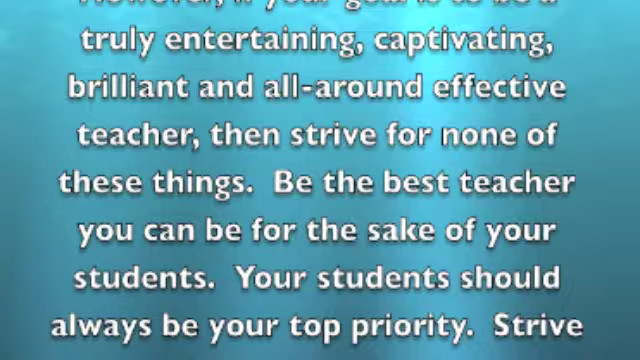 However, if your goal is to be a
truly entertaining, captivating,
brilliant and all-around effective
teacher, then strive for none of
these things.  Be the best teacher
you can be for the sake of your
students.  Your students should
always be your top priority.  Strive